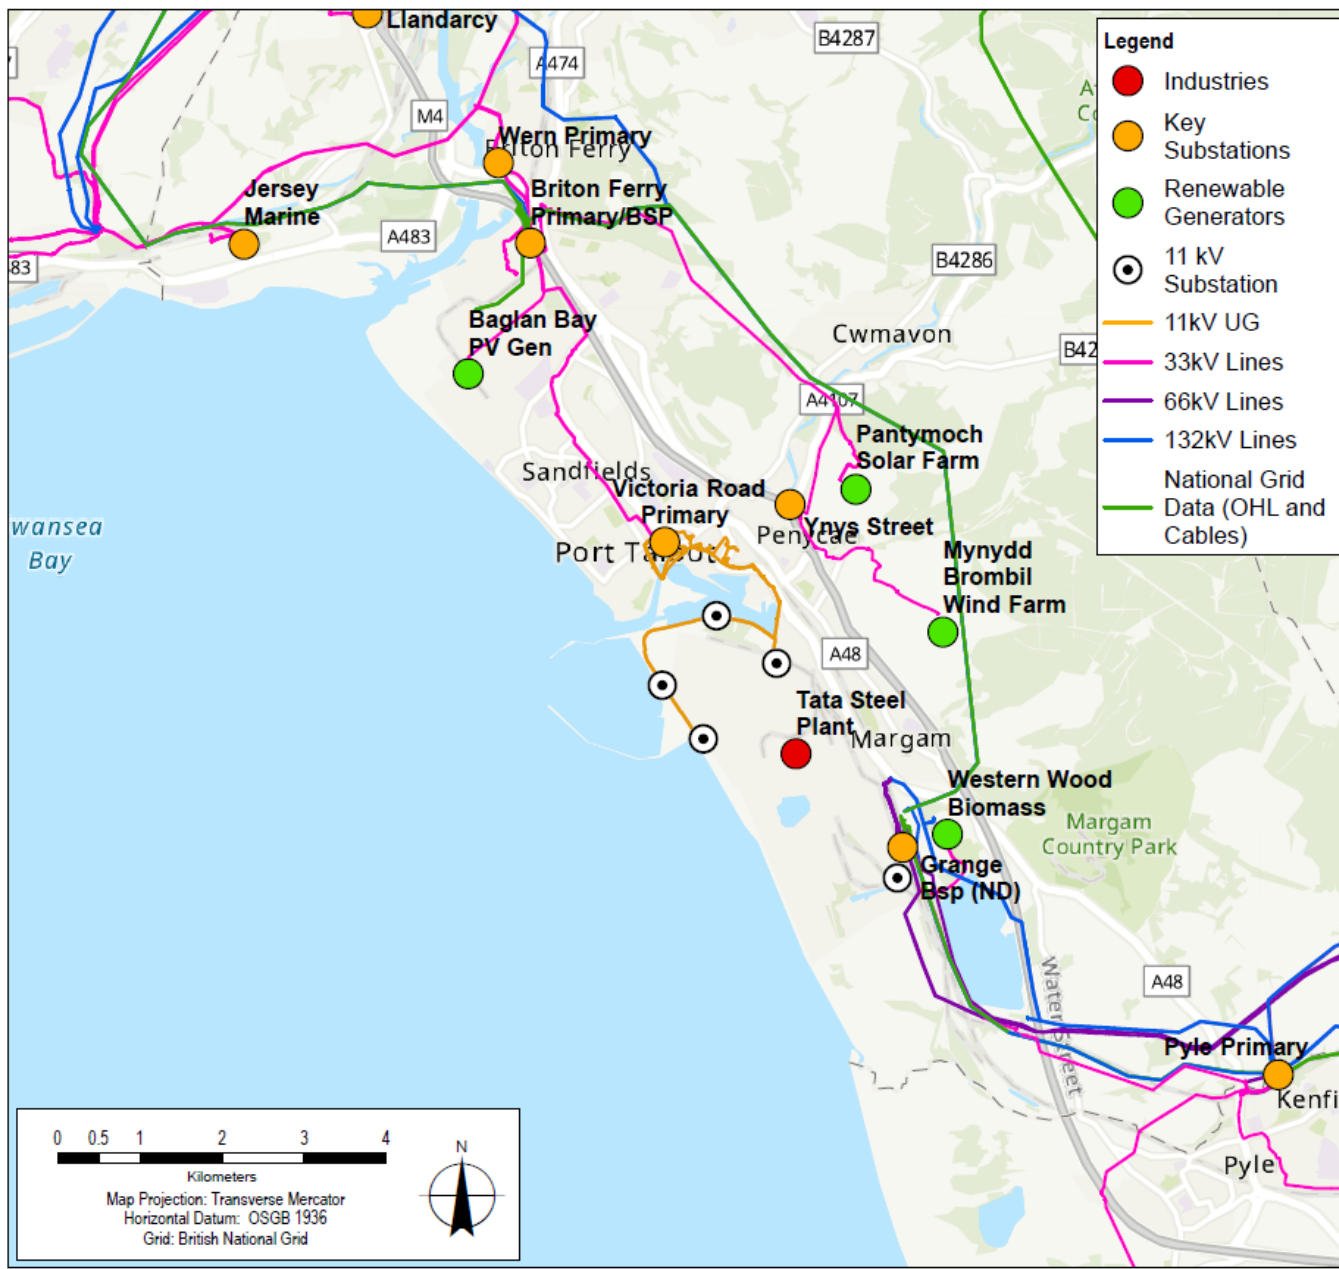 Llandarcy
B4287
A474
M4
Wern Primary
Briton Ferry
Jersey
Marine
Briton Ferry
Primary/BSP
A483
83
B4286
Baglan Bay
PV Gen
Cwmavon
B42
A4107
Pantymoch
Solar Farm
Sandfields
Victoria Road
Primary
Ynys Street
Penycae
Port Talbot
wansea
Bay
Mynydd
Brombil
Wind Farm
A48
Tata Steel
Plant
Margam
Western Wood
Biomass
Margam
Country Park
Grange
Bsp (ND)
Water Street
A48
Pyle Primary
Kenfi
Pyle
Legend
Industries
Key
Substations
Renewable
Generators
11 kV
Substation
11kV UG
33kV Lines
66kV Lines
132kV Lines
National Grid
Data (OHL and
Cables)
0 0.5 1 2 3 4
Kilometers
Map Projection: Transverse Mercator
Horizontal Datum: OSGB 1936
Grid: British National Grid
N